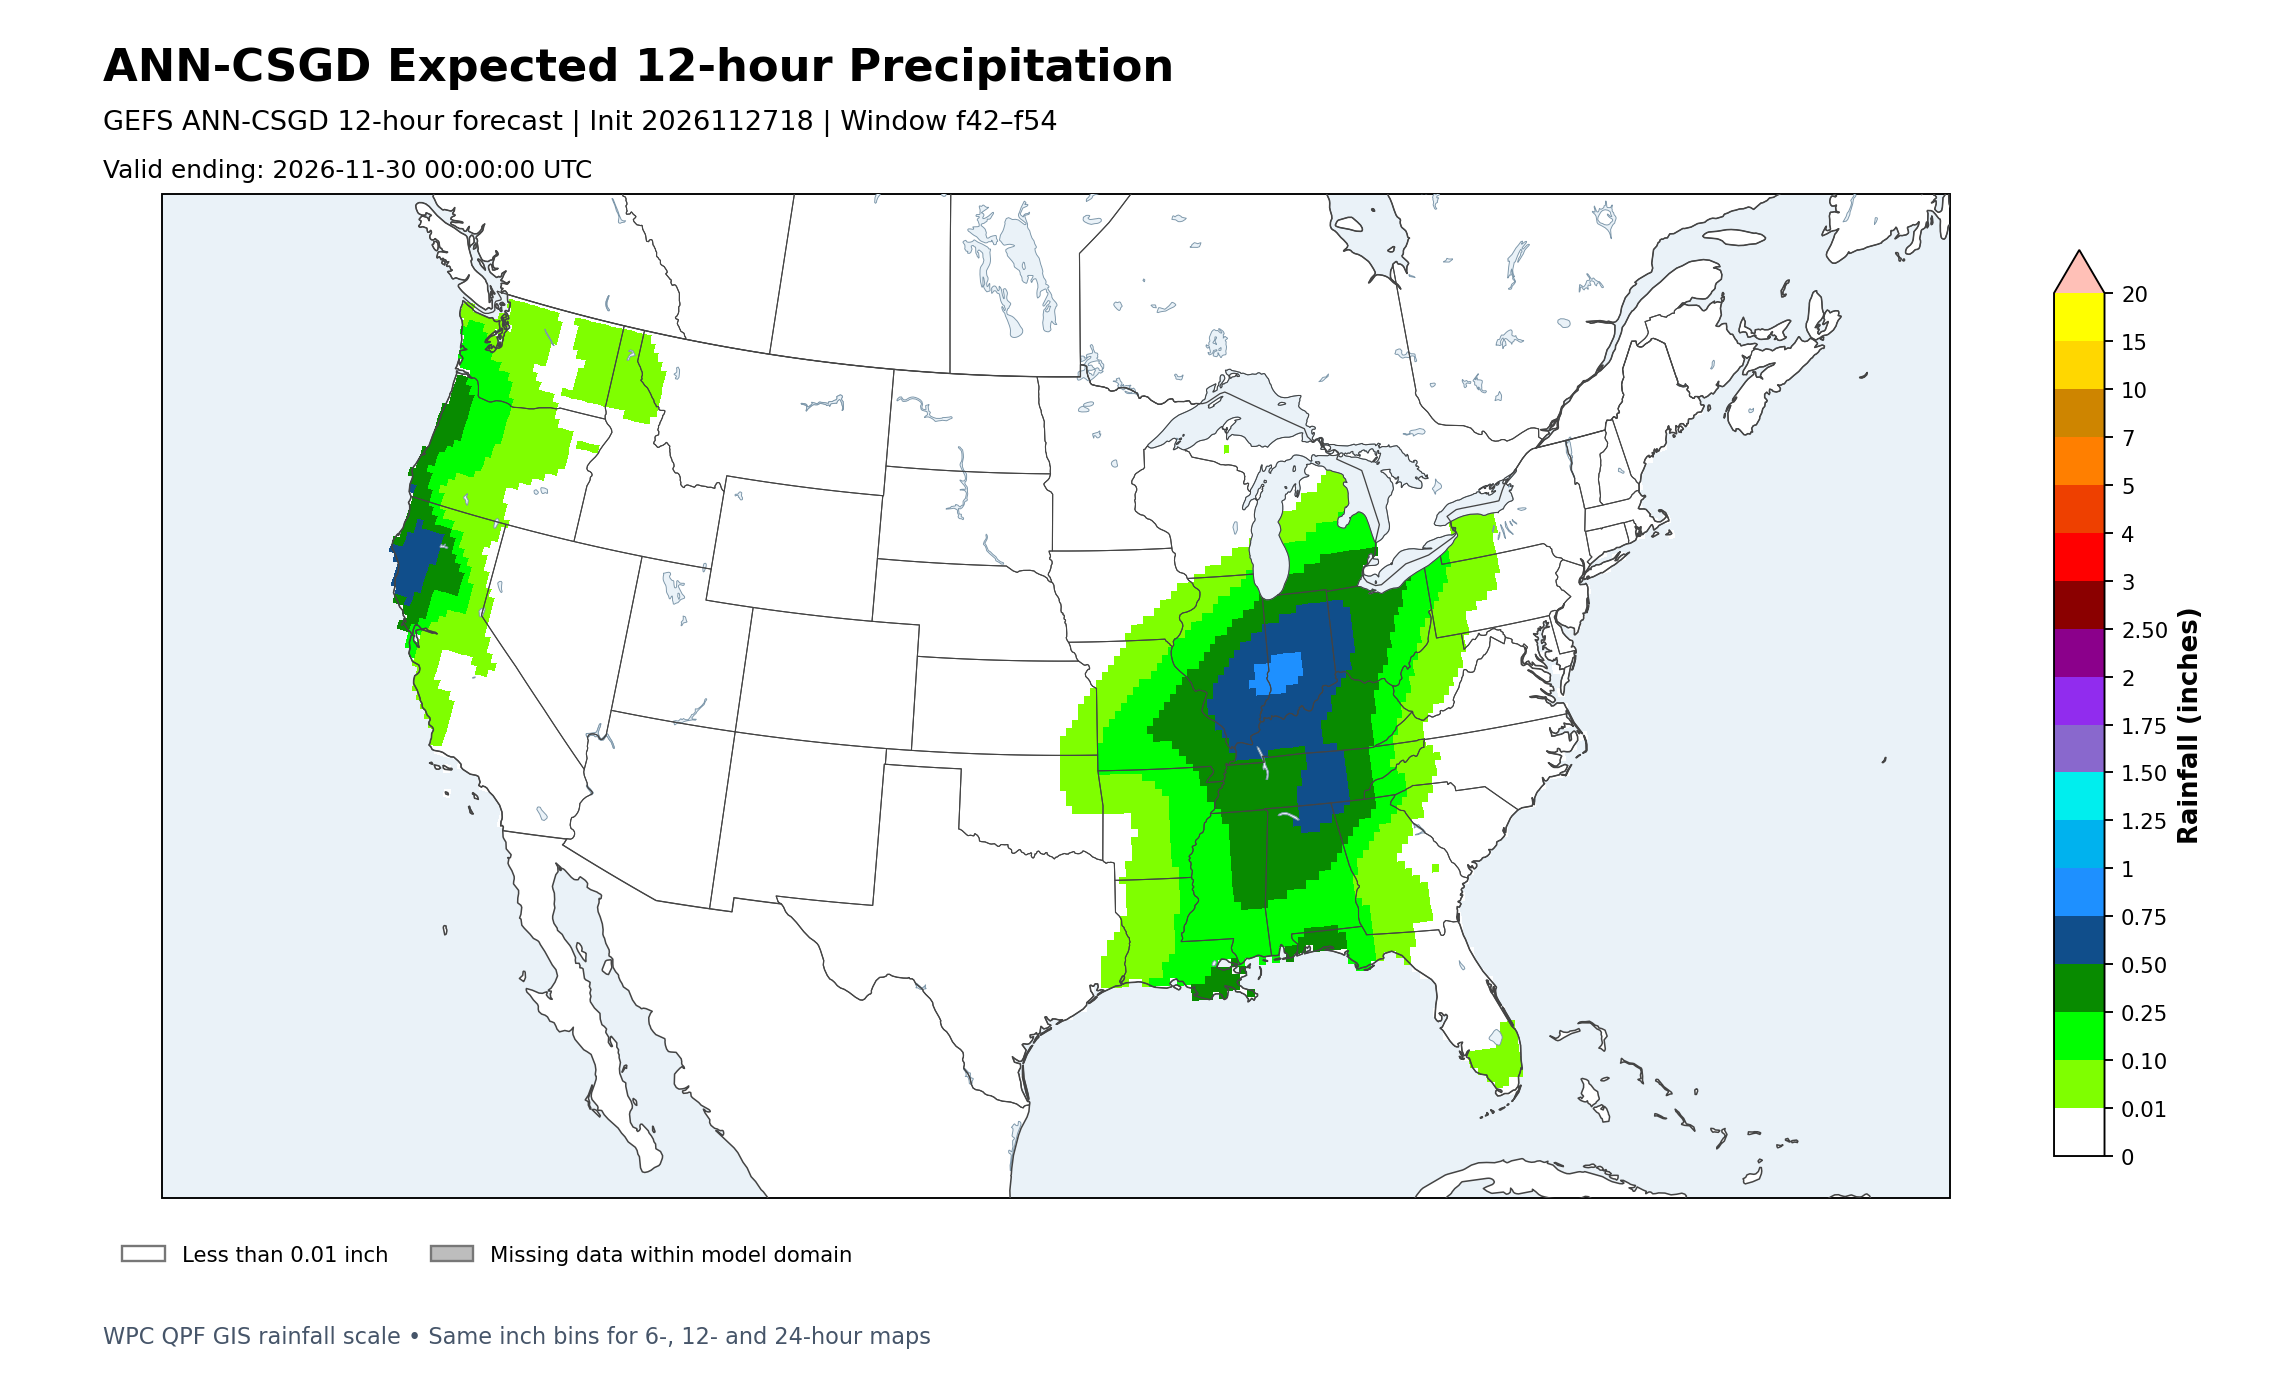 ANN-CSGD Expected 12-hour Precipitation
GEFS ANN-CSGD 12-hour forecast | Init 2026112718 | Window f42–f54
Valid ending: 2026-11-30 00:00:00 UTC
20
15
10
7
5
4
3
2.50
2
1.75
1.50
1.25
1
0.75
0.50
0.25
0.10
0.01
0
Rainfall (inches)
Less than 0.01 inch
Missing data within model domain
WPC QPF GIS rainfall scale • Same inch bins for 6-, 12- and 24-hour maps